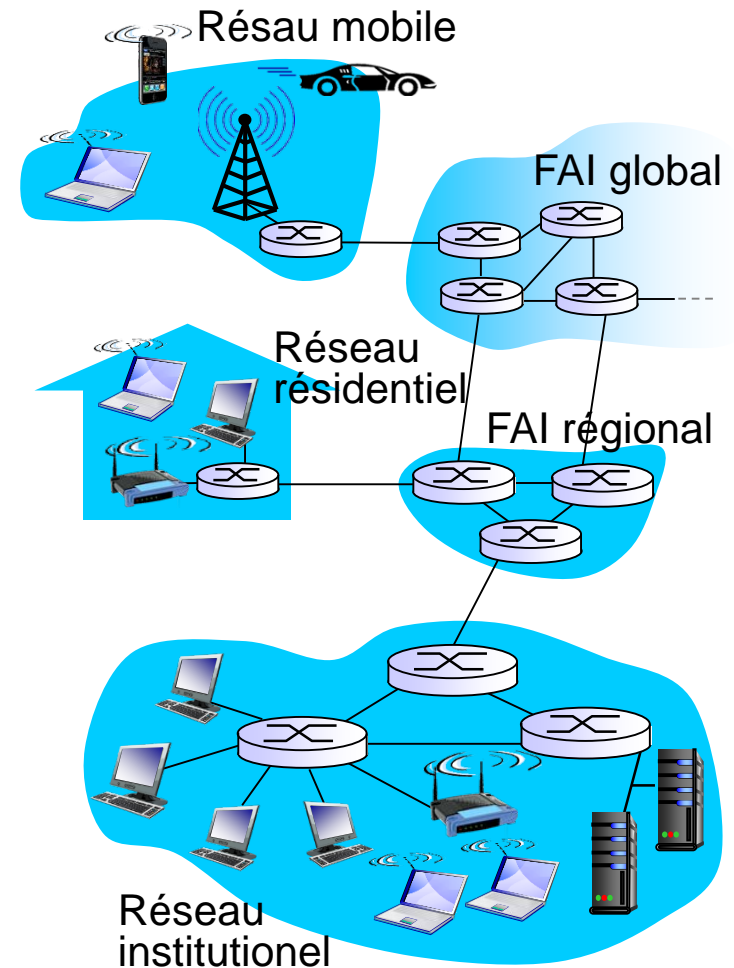 Résau mobile
FAI global
Réseau
résidentiel
FAI régional
Réseau
institutionel